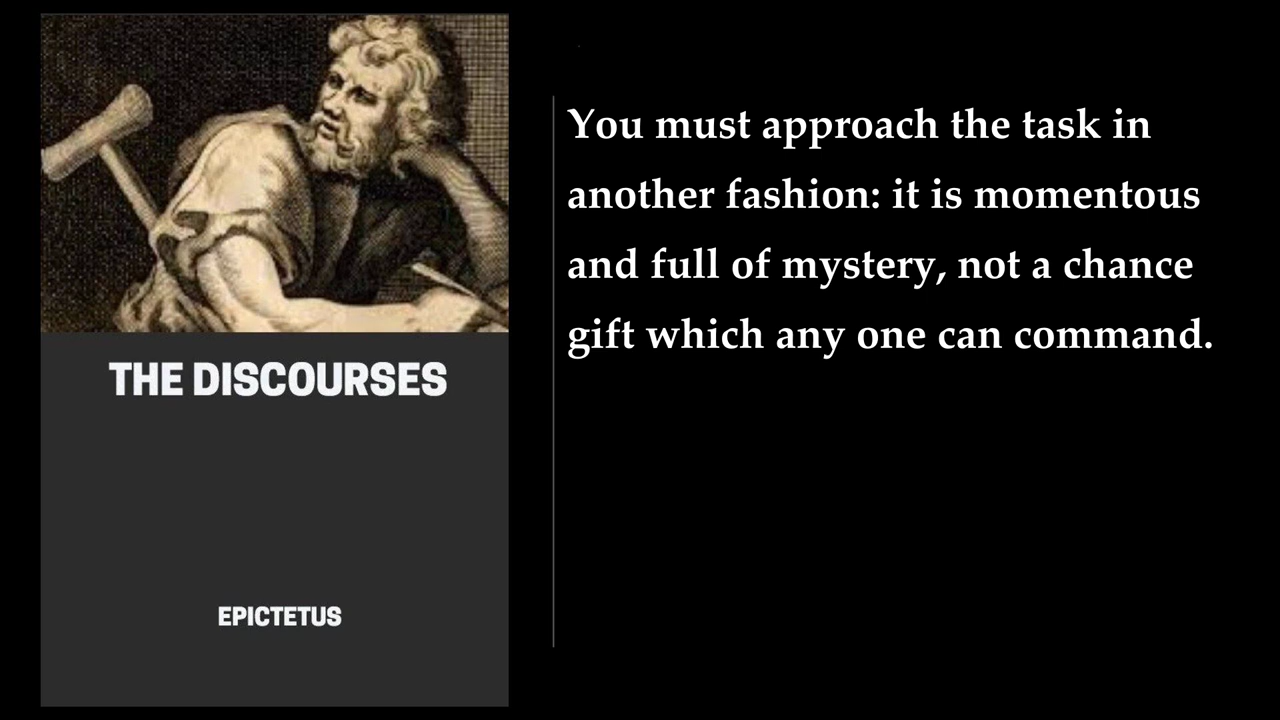 THE DISCOURSES
EPICTETUS
You must approach the task in
another fashion: it is momentous
and full of mystery, not a chance
gift which any one can command.